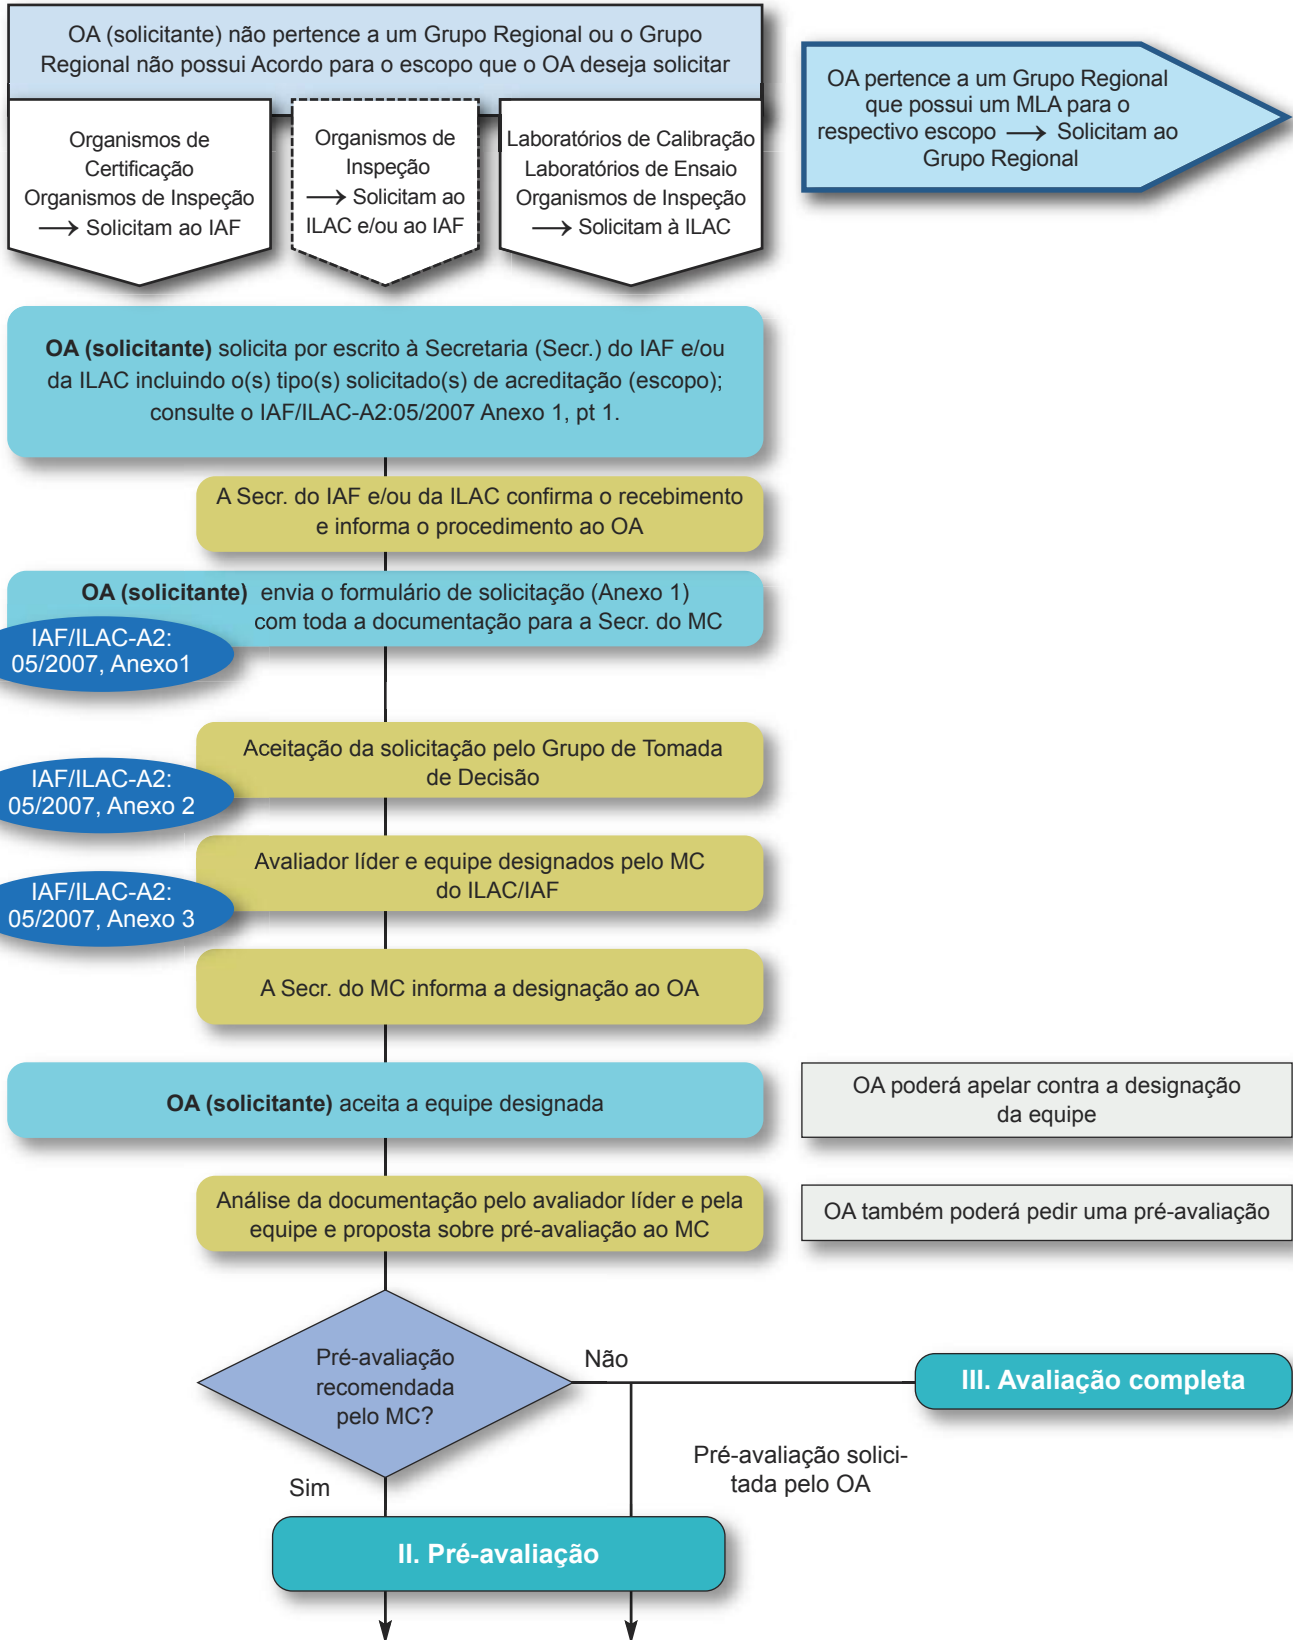 OA (solicitante) não pertence a um Grupo Regional ou o Grupo
Regional não possui Acordo para o escopo que o OA deseja solicitar
OA pertence a um Grupo Regional
que possui um MLA para o
respectivo escopo → Solicitam ao
Grupo Regional
Organismos de
Certificação
Organismos de Inspeção
→ Solicitam ao IAF
Organismos de
Inspeção
→ Solicitam ao
ILAC e/ou ao IAF
Laboratórios de Calibração
Laboratórios de Ensaio
Organismos de Inspeção
→ Solicitam à ILAC
OA (solicitante) solicita por escrito à Secretaria (Secr.) do IAF e/ou
da ILAC incluindo o(s) tipo(s) solicitado(s) de acreditação (escopo);
consulte o IAF/ILAC-A2:05/2007 Anexo 1, pt 1.
A Secr. do IAF e/ou da ILAC confirma o recebimento
e informa o procedimento ao OA
OA (solicitante) envia o formulário de solicitação (Anexo 1)
com toda a documentação para a Secr. do MC
IAF/ILAC-A2:
05/2007, Anexo1
Aceitação da solicitação pelo Grupo de Tomada
de Decisão
IAF/ILAC-A2:
05/2007, Anexo 2
Avaliador líder e equipe designados pelo MC
do ILAC/IAF
IAF/ILAC-A2:
05/2007, Anexo 3
A Secr. do MC informa a designação ao OA
OA (solicitante) aceita a equipe designada
OA poderá apelar contra a designação
da equipe
Análise da documentação pelo avaliador líder e pela
equipe e proposta sobre pré-avaliação ao MC
OA também poderá pedir uma pré-avaliação
Pré-avaliação
recomendada
pelo MC?
Não
III. Avaliação completa
Pré-avaliação solici-
tada pelo OA
Sim
II. Pré-avaliação